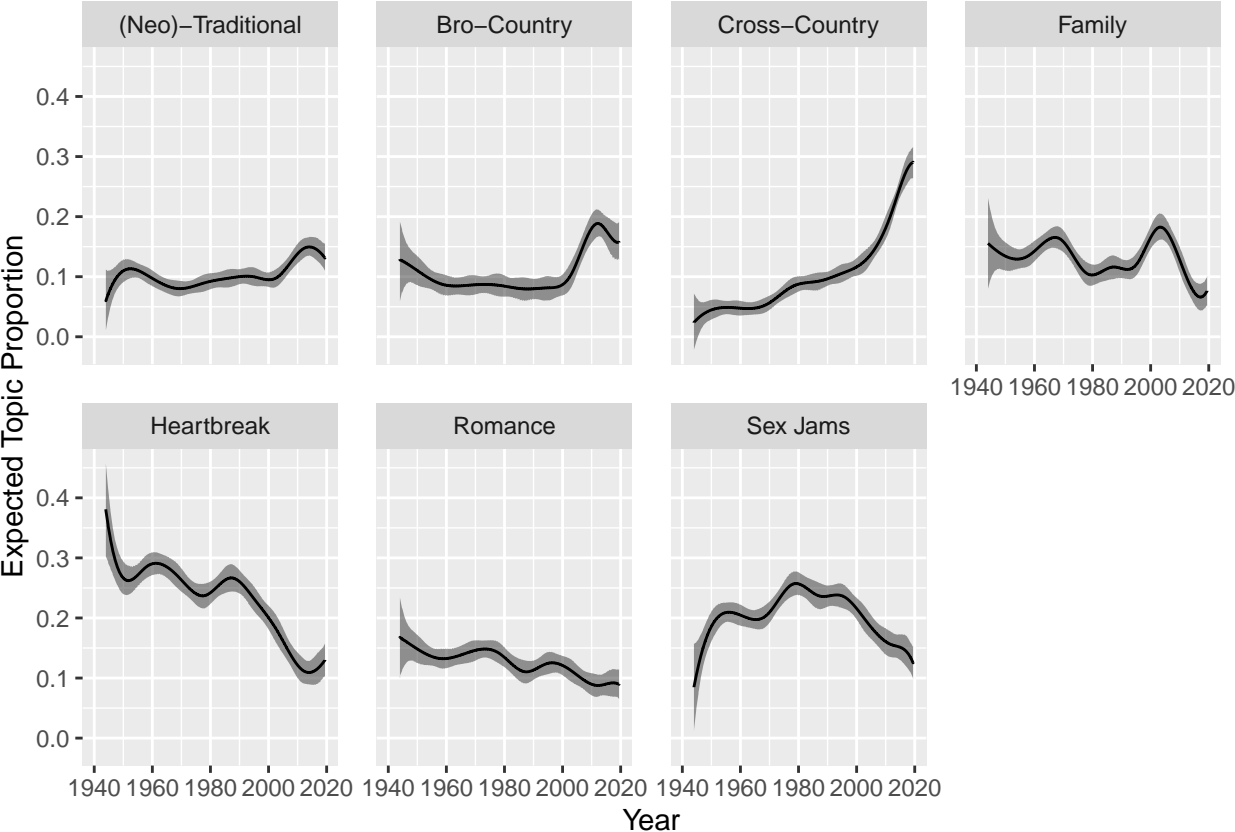 (Neo)−Traditional Bro−Country Cross−Country Family
0.4
0.3
0.2
0.1
0.0
1940 1960 1980 2000 2020
Heartbreak Romance Sex Jams
0.4
0.3
0.2
0.1
0.0
1940 1960 1980 2000 2020 1940 1960 1980 2000 2020 1940 1960 1980 2000 2020
Year
Expected Topic Proportion